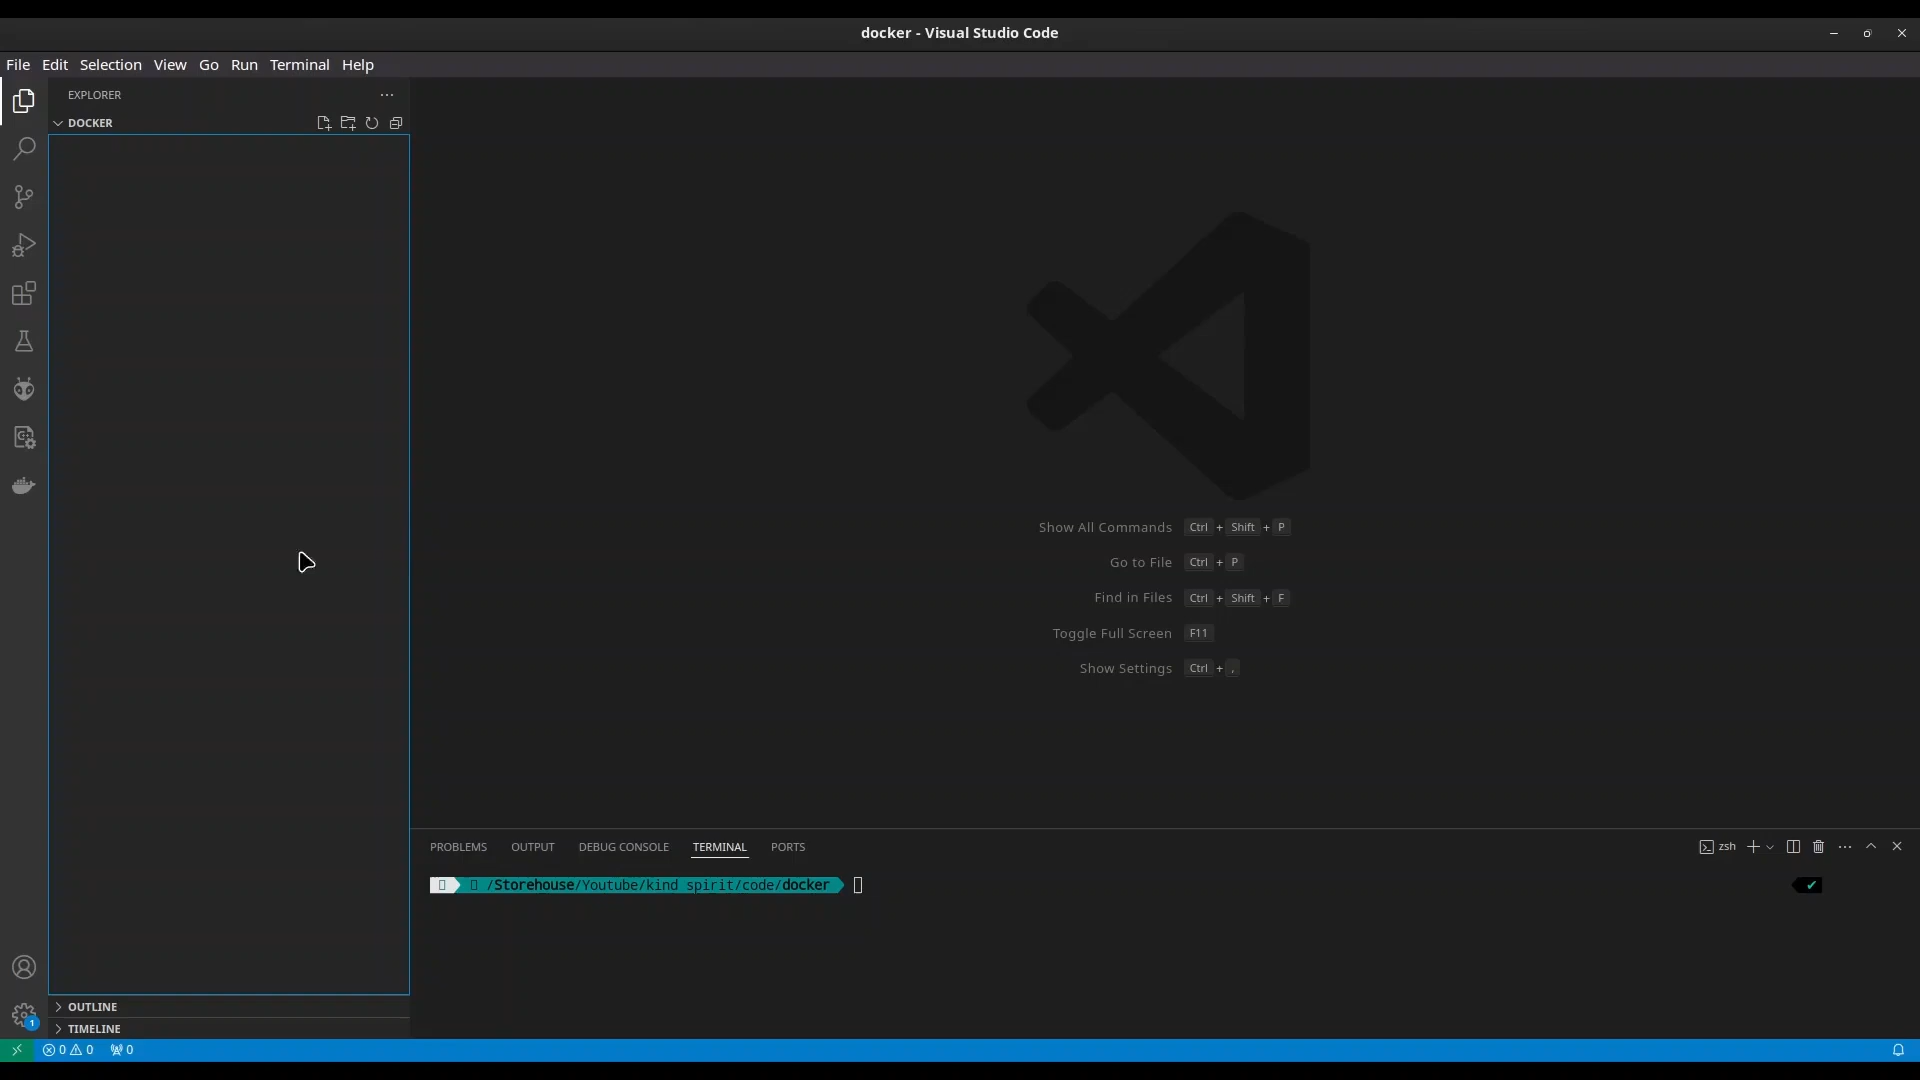 docker - Visual Studio Code
File Edit Selection View Go Run Terminal Help
EXPLORER
DOCKER
Show All Commands Ctrl + Shift + P
Go to File Ctrl + P
Find in Files Ctrl + Shift + F
Toggle Full Screen F11
Show Settings Ctrl + ,
PROBLEMS OUTPUT DEBUG CONSOLE TERMINAL PORTS
zsh
/Storehouse/Youtube/kind spirit/code/docker
OUTLINE
1
TIMELINE
0 0 0